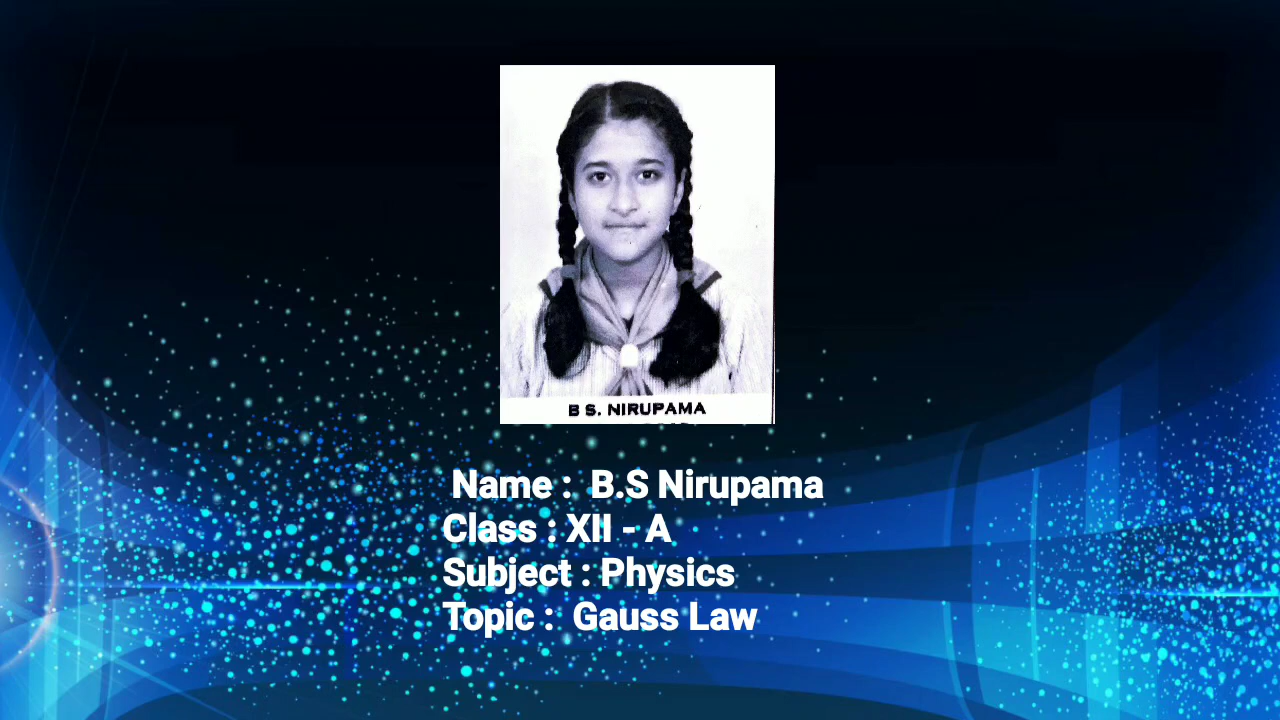 B S. NIRUPAMA
Name :  B.S Nirupama
Class : XII - A
Subject : Physics
Topic :  Gauss Law